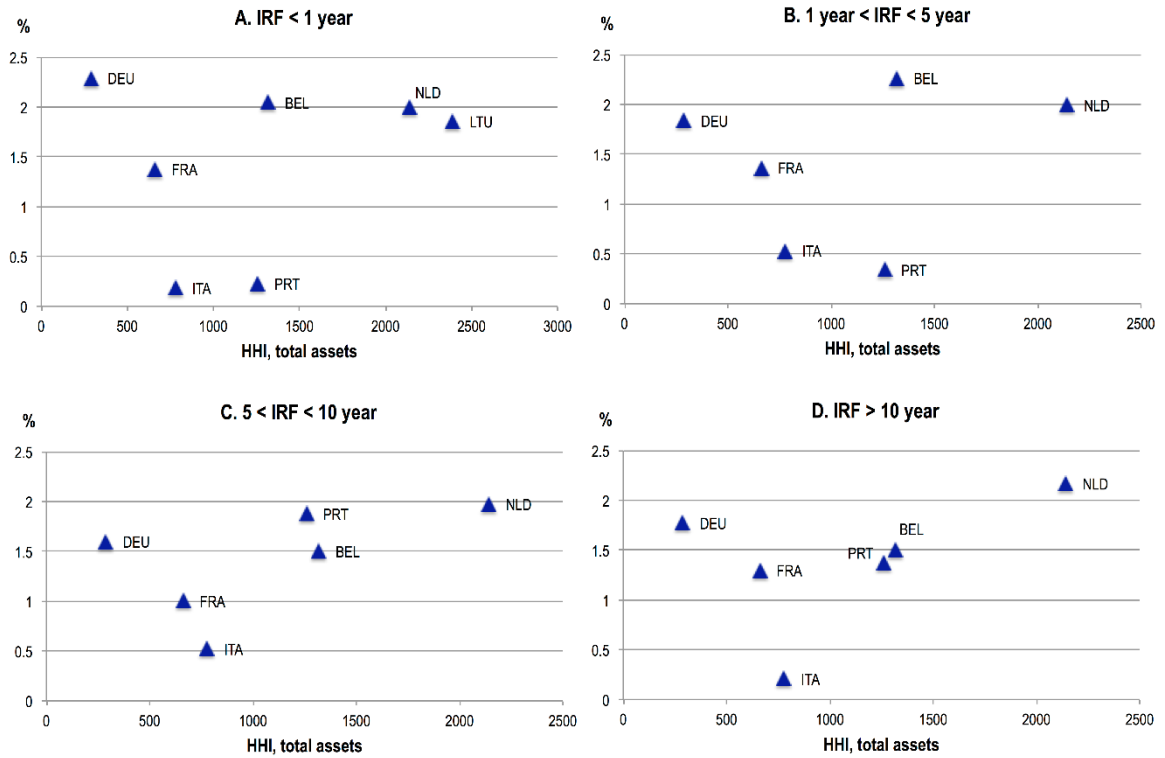 A. IRF < 1 year
%
2.5
2
1.5
1
0.5
0
DEU
BEL
NLD
LTU
FRA
ITA
PRT
0 500 1000 1500 2000 2500 3000
HHI, total assets
B. 1 year < IRF < 5 year
%
2.5
2
1.5
1
0.5
0
BEL
NLD
DEU
FRA
ITA
PRT
0 500 1000 1500 2000 2500
HHI, total assets
C. 5 < IRF < 10 year
%
2.5
2
1.5
1
0.5
0
NLD
PRT
DEU
BEL
FRA
ITA
0 500 1000 1500 2000 2500
HHI, total assets
D. IRF > 10 year
%
2.5
2
1.5
1
0.5
0
NLD
DEU
BEL
PRT
FRA
ITA
0 500 1000 1500 2000 2500
HHI, total assets